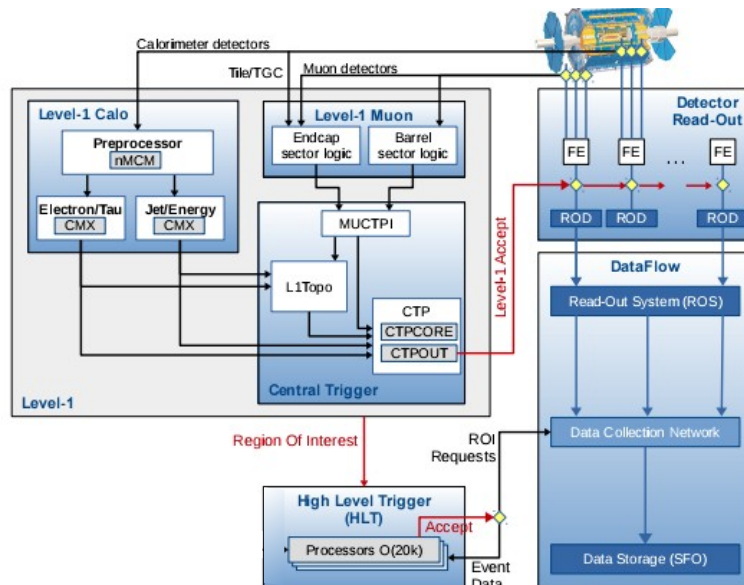 Calorimeter detectors
Tile/TGC
Muon detectors
Level-1 Calo
Preprocessor
nMCM
Electron/Tau
CMX
Jet/Energy
CMX
Level-1 Muon
Endcap
sector logic
Barrel
sector logic
MUCTPI
L1Topo
CTP
CTPCORE
CTPOUT
Central Trigger
Level-1
Level-1 Accept
Detector
Read-Out
FE
FE
...
FE
ROD
ROD
ROD
DataFlow
Read-Out System (ROS)
Data Collection Network
Data Storage (SFO)
Region Of Interest
ROI
Requests
High Level Trigger
(HLT)
Accept
Processors O(20k)
Event
Data